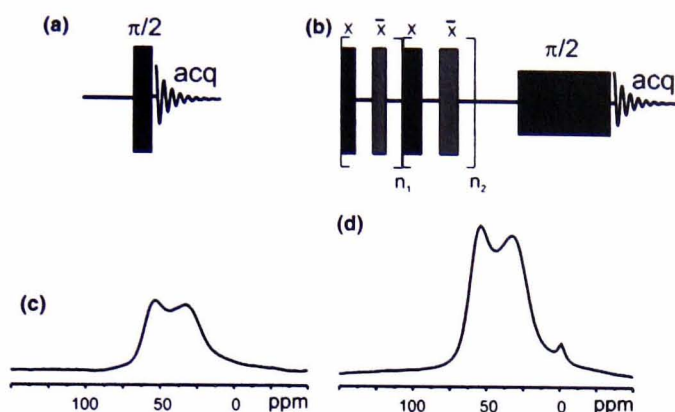 (a)
π/2
acq
(b)
x x̄ x x̄
π/2
acq
n₁ n₂
(c)
100 50 0 ppm
(d)
100 50 0 ppm